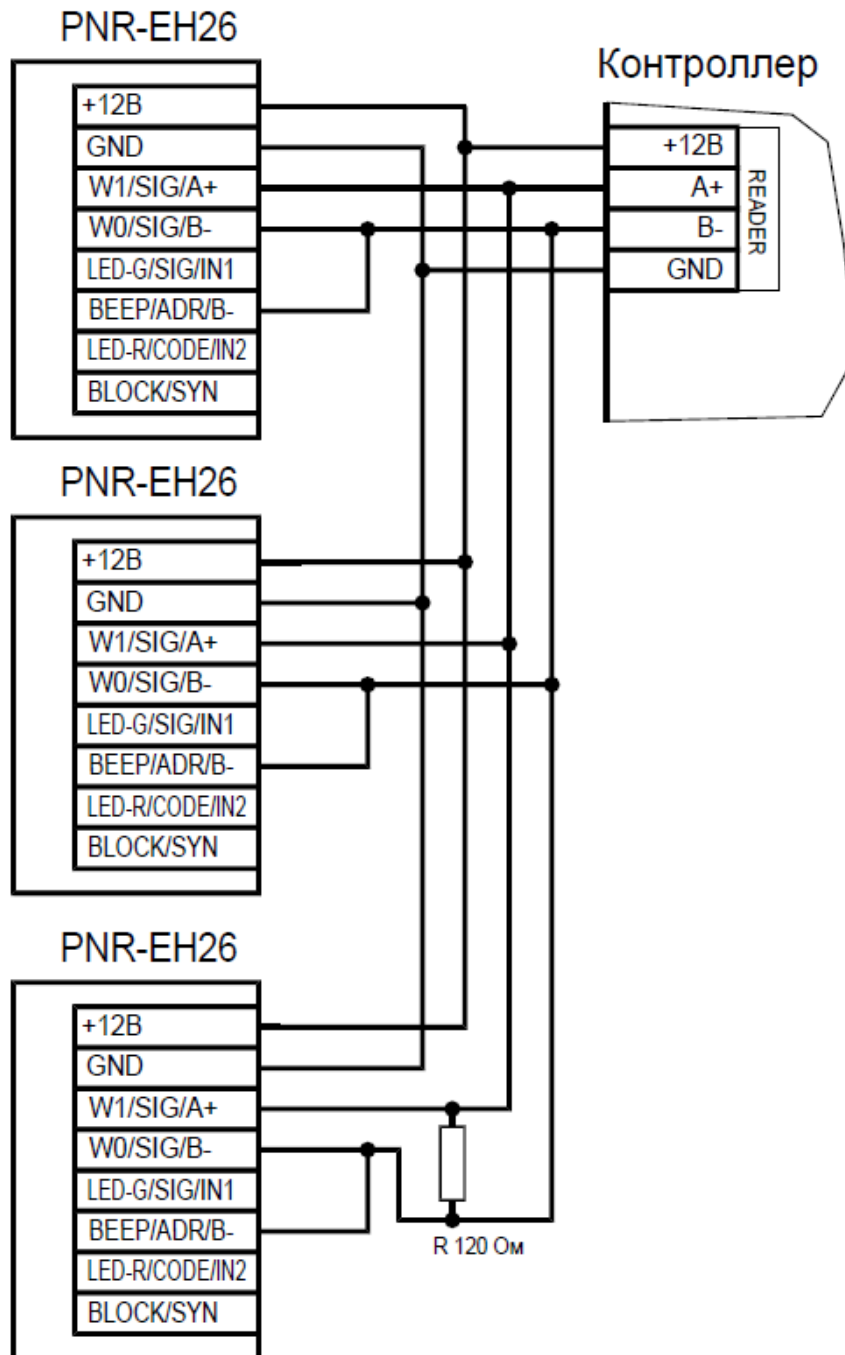 PNR-EH26
+12В
GND
W1/SIG/A+
W0/SIG/B-
LED-G/SIG/IN1
BEEP/ADR/B-
LED-R/CODE/IN2
BLOCK/SYN
Контроллер
+12В
A+
B-
GND
READER
PNR-EH26
+12В
GND
W1/SIG/A+
W0/SIG/B-
LED-G/SIG/IN1
BEEP/ADR/B-
LED-R/CODE/IN2
BLOCK/SYN
PNR-EH26
+12В
GND
W1/SIG/A+
W0/SIG/B-
LED-G/SIG/IN1
BEEP/ADR/B-
LED-R/CODE/IN2
BLOCK/SYN
R 120 Ом